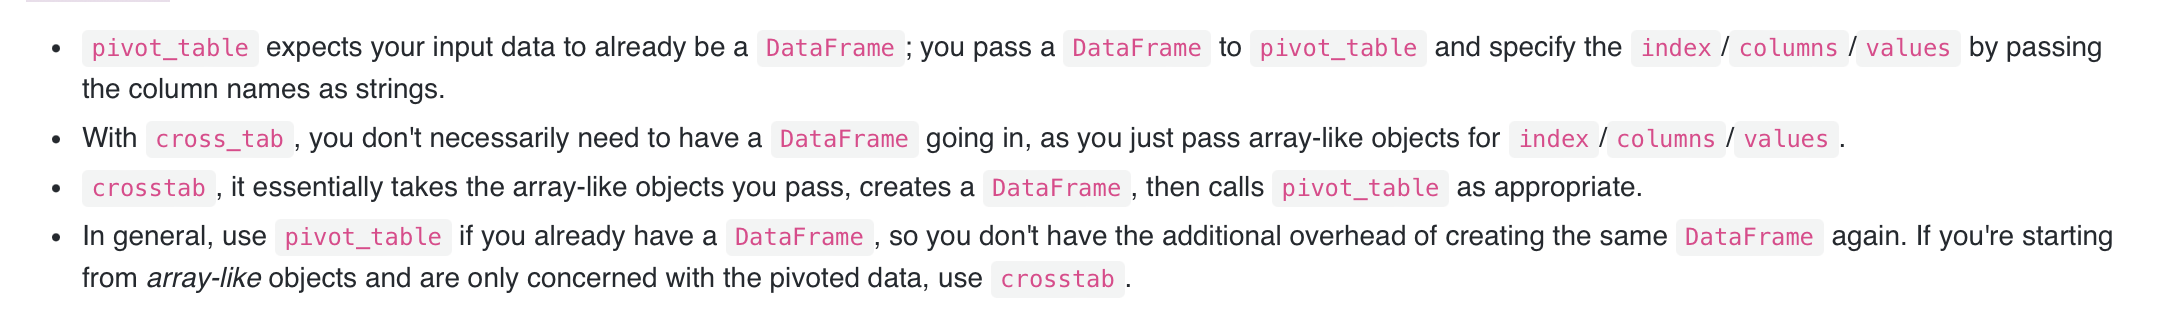 • pivot_table expects your input data to already be a DataFrame; you pass a DataFrame to pivot_table and specify the index/columns/values by passing
the column names as strings.
• With cross_tab, you don't necessarily need to have a DataFrame going in, as you just pass array-like objects for index/columns/values.
• crosstab, it essentially takes the array-like objects you pass, creates a DataFrame, then calls pivot_table as appropriate.
• In general, use pivot_table if you already have a DataFrame, so you don't have the additional overhead of creating the same DataFrame again. If you're starting
from array-like objects and are only concerned with the pivoted data, use crosstab.